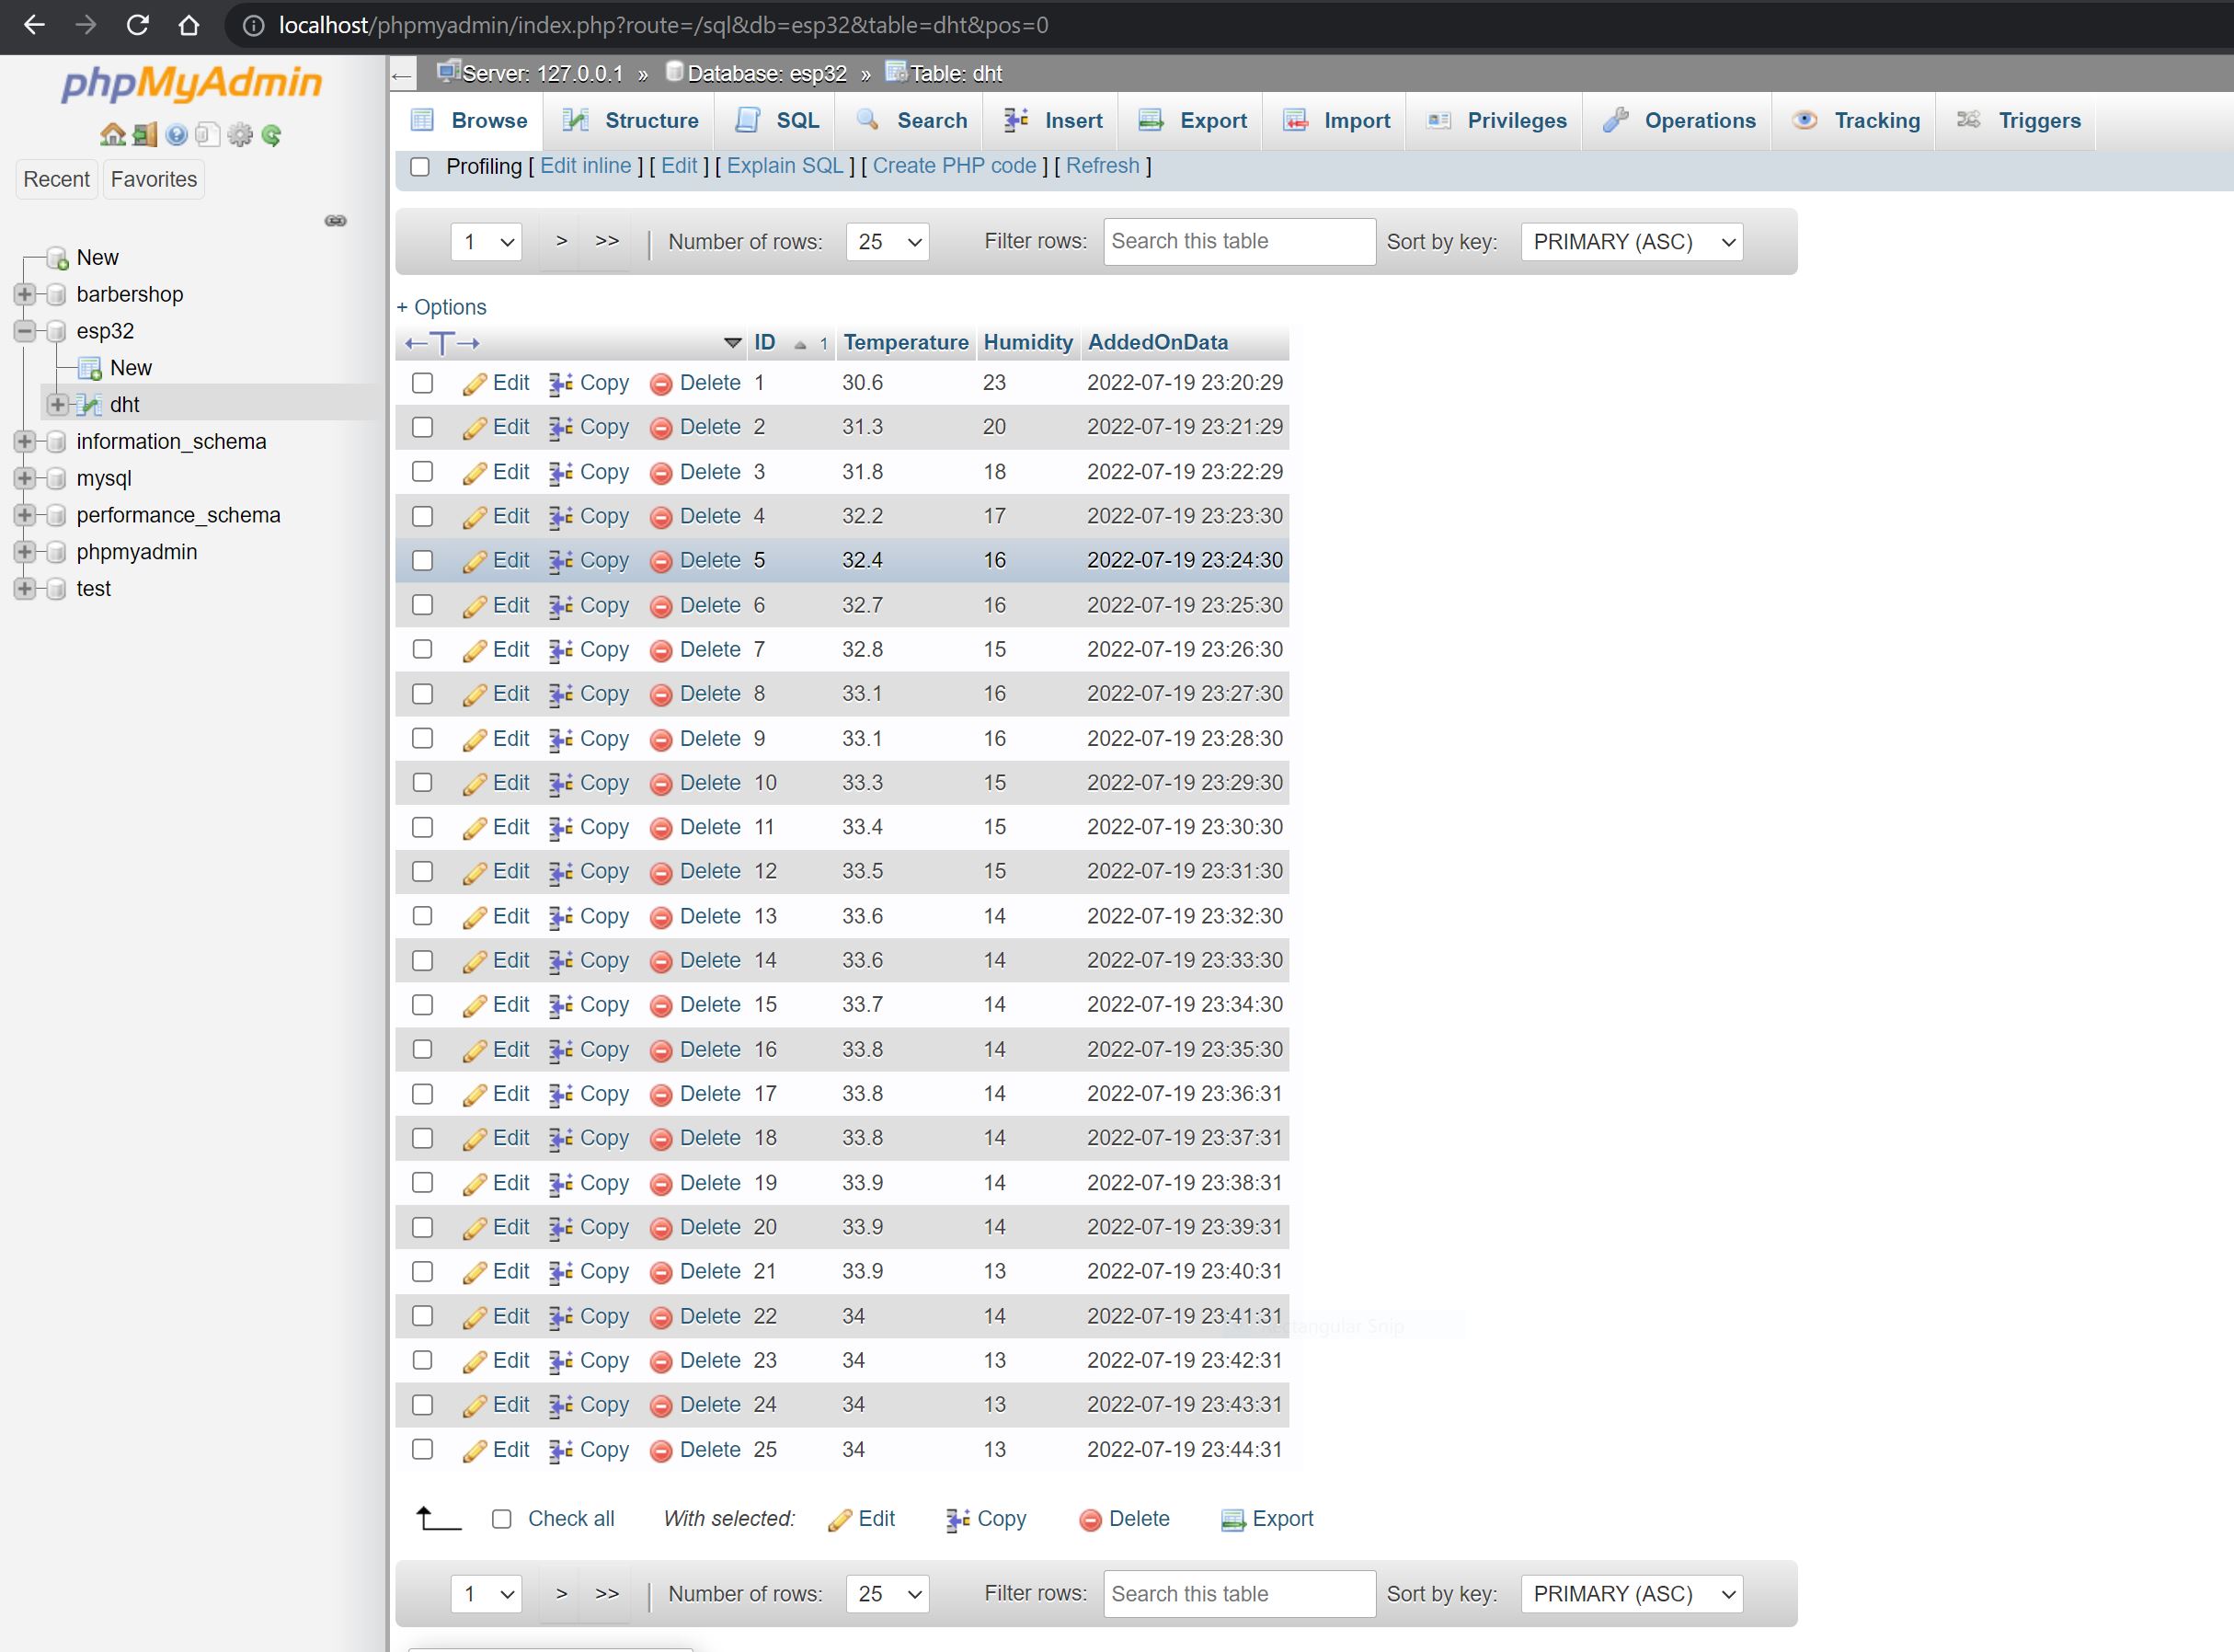 localhost/phpmyadmin/index.php?route=/sql&db=esp32&table=dht&pos=0
phpMyAdmin
Recent Favorites
New
barbershop
esp32
New
dht
information_schema
mysql
performance_schema
phpmyadmin
test
Server: 127.0.0.1 » Database: esp32 » Table: dht
Browse Structure SQL Search Insert Export Import Privileges Operations Tracking Triggers
Profiling [ Edit inline ] [ Edit ] [ Explain SQL ] [ Create PHP code ] [ Refresh ]
1 > >> | Number of rows: 25 Filter rows: Search this table Sort by key: PRIMARY (ASC)
+ Options
ID 1 Temperature Humidity AddedOnData
Edit Copy Delete 1 30.6 23 2022-07-19 23:20:29
Edit Copy Delete 2 31.3 20 2022-07-19 23:21:29
Edit Copy Delete 3 31.8 18 2022-07-19 23:22:29
Edit Copy Delete 4 32.2 17 2022-07-19 23:23:30
Edit Copy Delete 5 32.4 16 2022-07-19 23:24:30
Edit Copy Delete 6 32.7 16 2022-07-19 23:25:30
Edit Copy Delete 7 32.8 15 2022-07-19 23:26:30
Edit Copy Delete 8 33.1 16 2022-07-19 23:27:30
Edit Copy Delete 9 33.1 16 2022-07-19 23:28:30
Edit Copy Delete 10 33.3 15 2022-07-19 23:29:30
Edit Copy Delete 11 33.4 15 2022-07-19 23:30:30
Edit Copy Delete 12 33.5 15 2022-07-19 23:31:30
Edit Copy Delete 13 33.6 14 2022-07-19 23:32:30
Edit Copy Delete 14 33.6 14 2022-07-19 23:33:30
Edit Copy Delete 15 33.7 14 2022-07-19 23:34:30
Edit Copy Delete 16 33.8 14 2022-07-19 23:35:30
Edit Copy Delete 17 33.8 14 2022-07-19 23:36:31
Edit Copy Delete 18 33.8 14 2022-07-19 23:37:31
Edit Copy Delete 19 33.9 14 2022-07-19 23:38:31
Edit Copy Delete 20 33.9 14 2022-07-19 23:39:31
Edit Copy Delete 21 33.9 13 2022-07-19 23:40:31
Edit Copy Delete 22 34 14 2022-07-19 23:41:31
Edit Copy Delete 23 34 13 2022-07-19 23:42:31
Edit Copy Delete 24 34 13 2022-07-19 23:43:31
Edit Copy Delete 25 34 13 2022-07-19 23:44:31
Check all With selected: Edit Copy Delete Export
1 > >> | Number of rows: 25 Filter rows: Search this table Sort by key: PRIMARY (ASC)